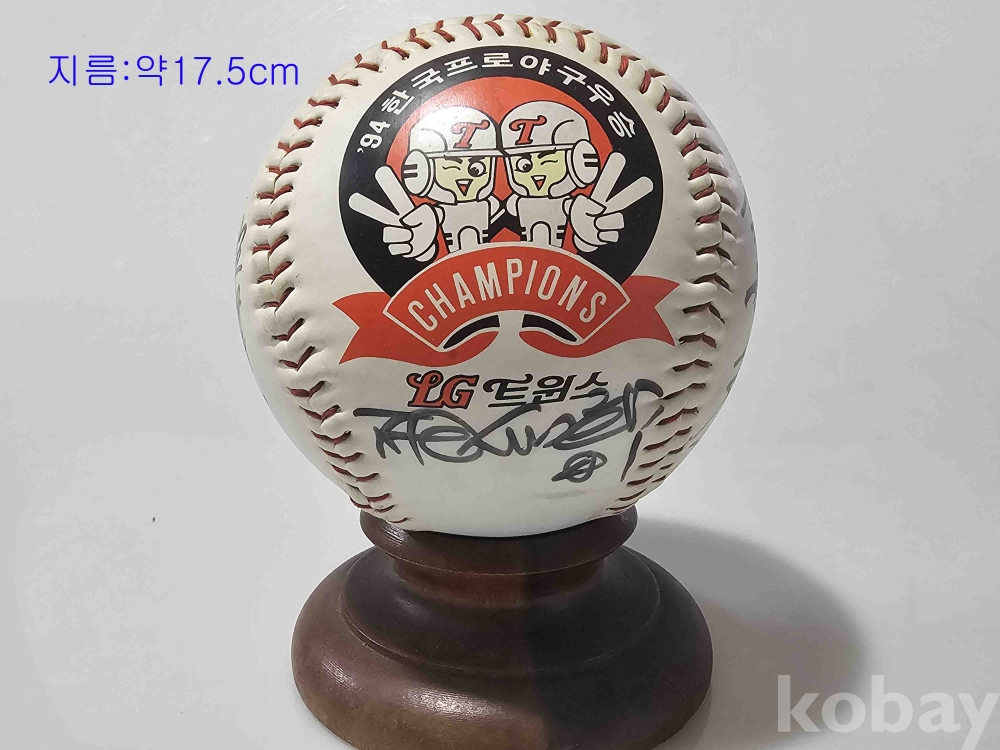 지름:약17.5cm
'94 한국프로야구우승
T T
CHAMPIONS
LG 트윈스
kobay